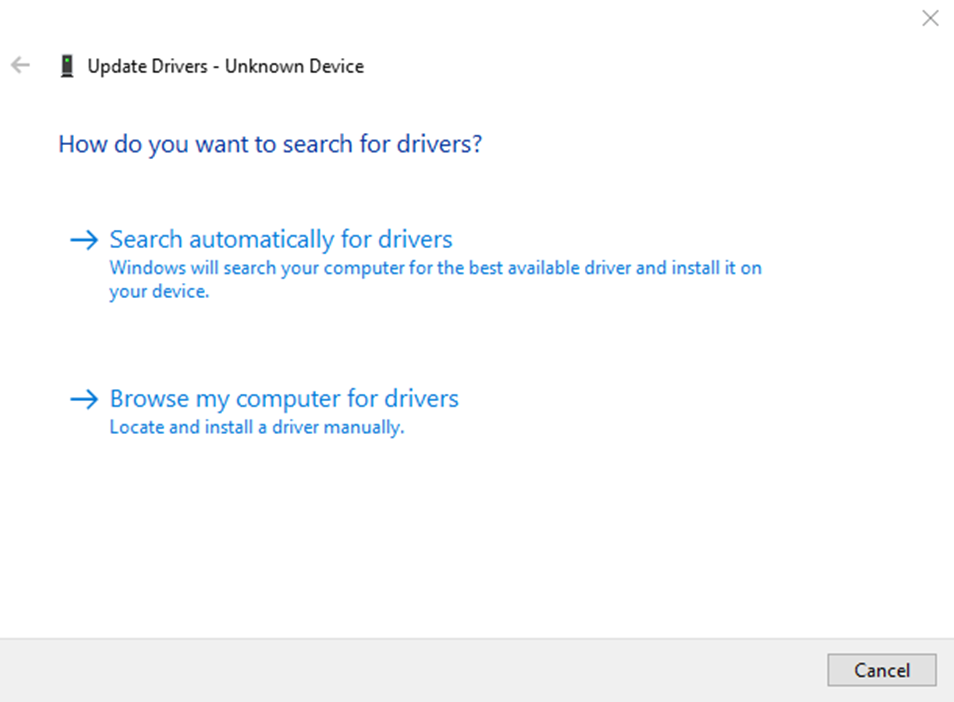 Update Drivers - Unknown Device
How do you want to search for drivers?
Search automatically for drivers
Windows will search your computer for the best available driver and install it on
your device.
Browse my computer for drivers
Locate and install a driver manually.
Cancel